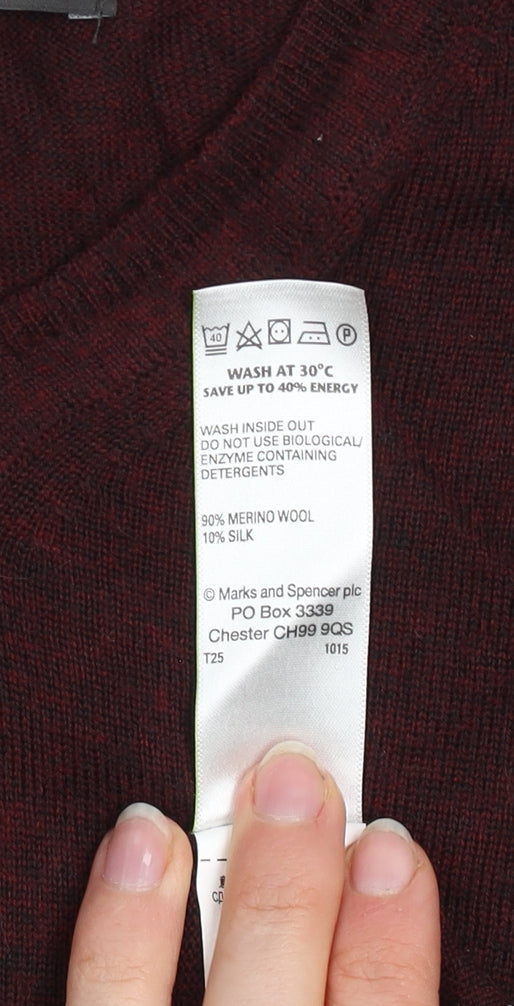 40
P
WASH AT 30°C
SAVE UP TO 40% ENERGY
WASH INSIDE OUT
DO NOT USE BIOLOGICAL/
ENZYME CONTAINING
DETERGENTS
90% MERINO WOOL
10% SILK
© Marks and Spencer plc
PO Box 3339
Chester CH99 9QS
T25 1015